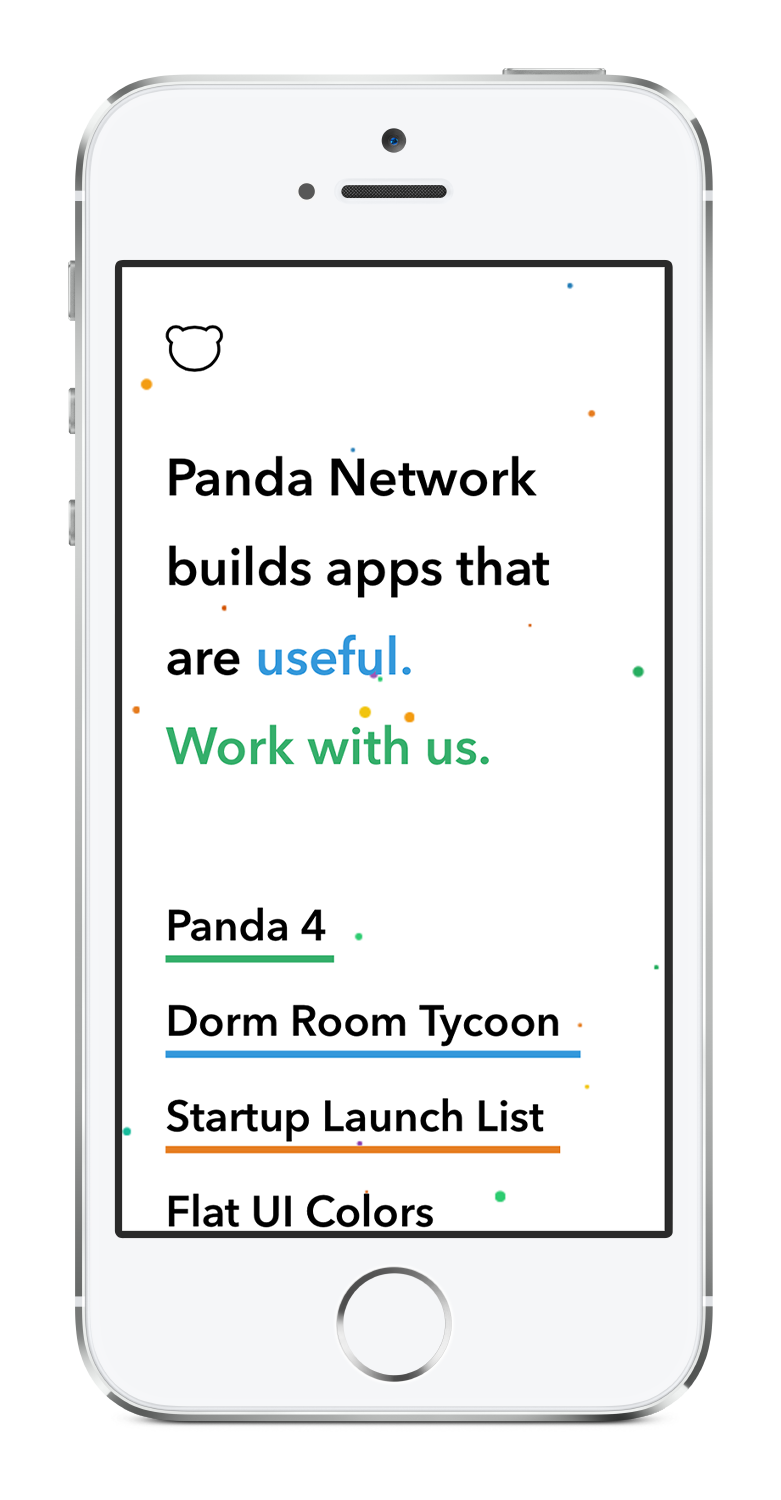 Panda Network
builds apps that
are useful.
Work with us.
Panda 4
Dorm Room Tycoon
Startup Launch List
Flat UI Colors